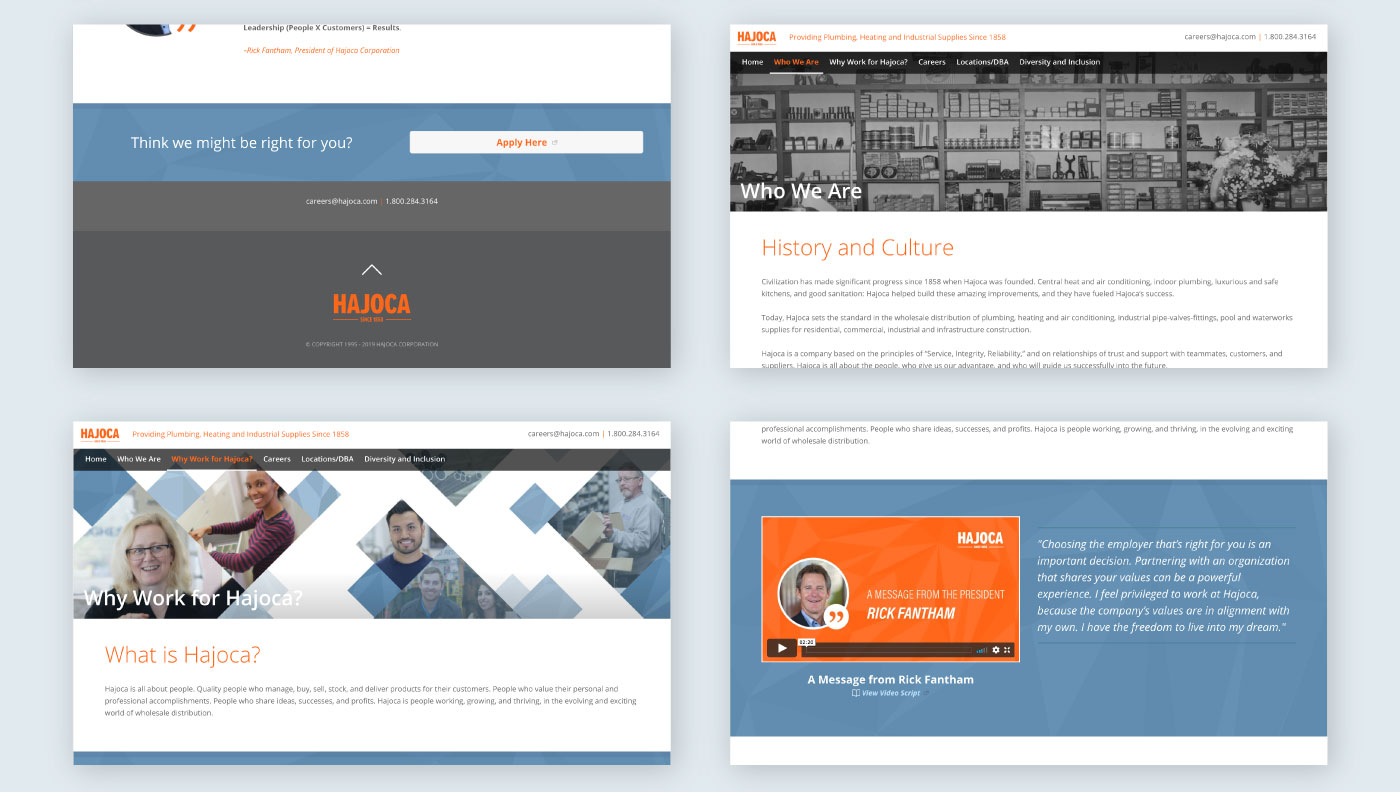 Leadership (People X Customers) = Results.
–Rick Fantham, President of Hajoca Corporation
Think we might be right for you?
Apply Here
careers@hajoca.com | 1.800.284.3164
HAJOCA
SINCE 1858
© COPYRIGHT 1995 - 2019 HAJOCA CORPORATION
HAJOCA
Providing Plumbing, Heating and Industrial Supplies Since 1858
careers@hajoca.com | 1.800.284.3164
Home Who We Are Why Work for Hajoca? Careers Locations/DBA Diversity and Inclusion
Who We Are
History and Culture
Civilization has made significant progress since 1858 when Hajoca was founded. Central heat and air conditioning, indoor plumbing, luxurious and safe
kitchens, and good sanitation: Hajoca helped build these amazing improvements, and they have fueled Hajoca's success.
Today, Hajoca sets the standard in the wholesale distribution of plumbing, heating and air conditioning, industrial pipe-valves-fittings, pool and waterworks
supplies for residential, commercial, industrial and infrastructure construction.
Hajoca is a company based on the principles of "Service, Integrity, Reliability," and on relationships of trust and support with teammates, customers, and
suppliers. Hajoca is all about the people, who give us our advantage, and who will guide us successfully into the future.
HAJOCA
Providing Plumbing, Heating and Industrial Supplies Since 1858
careers@hajoca.com | 1.800.284.3164
Home Who We Are Why Work for Hajoca? Careers Locations/DBA Diversity and Inclusion
Why Work for Hajoca?
What is Hajoca?
Hajoca is all about people. Quality people who manage, buy, sell, stock, and deliver products for their customers. People who value their personal and
professional accomplishments. People who share ideas, successes, and profits. Hajoca is people working, growing, and thriving, in the evolving and exciting
world of wholesale distribution.
professional accomplishments. People who share ideas, successes, and profits. Hajoca is people working, growing, and thriving, in the evolving and exciting
world of wholesale distribution.
HAJOCA
A MESSAGE FROM THE PRESIDENT
RICK FANTHAM
02:20
A Message from Rick Fantham
View Video Script
"Choosing the employer that's right for you is an
important decision. Partnering with an organization
that shares your values can be a powerful
experience. I feel privileged to work at Hajoca,
because the company's values are in alignment with
my own. I have the freedom to live into my dream."